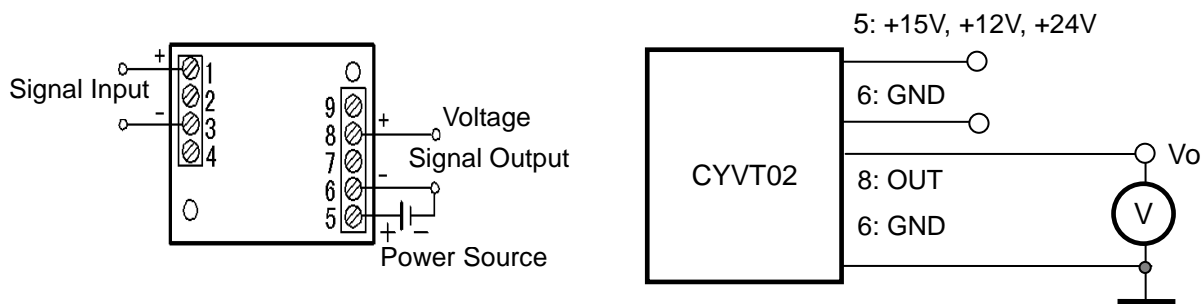 Signal Input
+
-
1
2
3
4
9
8
7
6
5
+
-
Voltage
Signal Output
+ −
Power Source
CYVT02
5: +15V, +12V, +24V
6: GND
8: OUT
6: GND
Vo
V